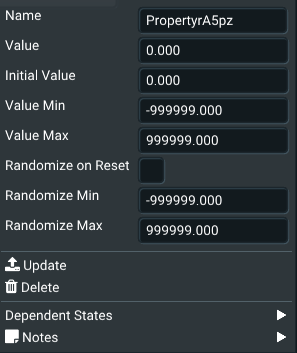 Name PropertyrA5pz
Value 0.000
Initial Value 0.000
Value Min -999999.000
Value Max 999999.000
Randomize on Reset
Randomize Min -999999.000
Randomize Max 999999.000
Update
Delete
Dependent States
Notes